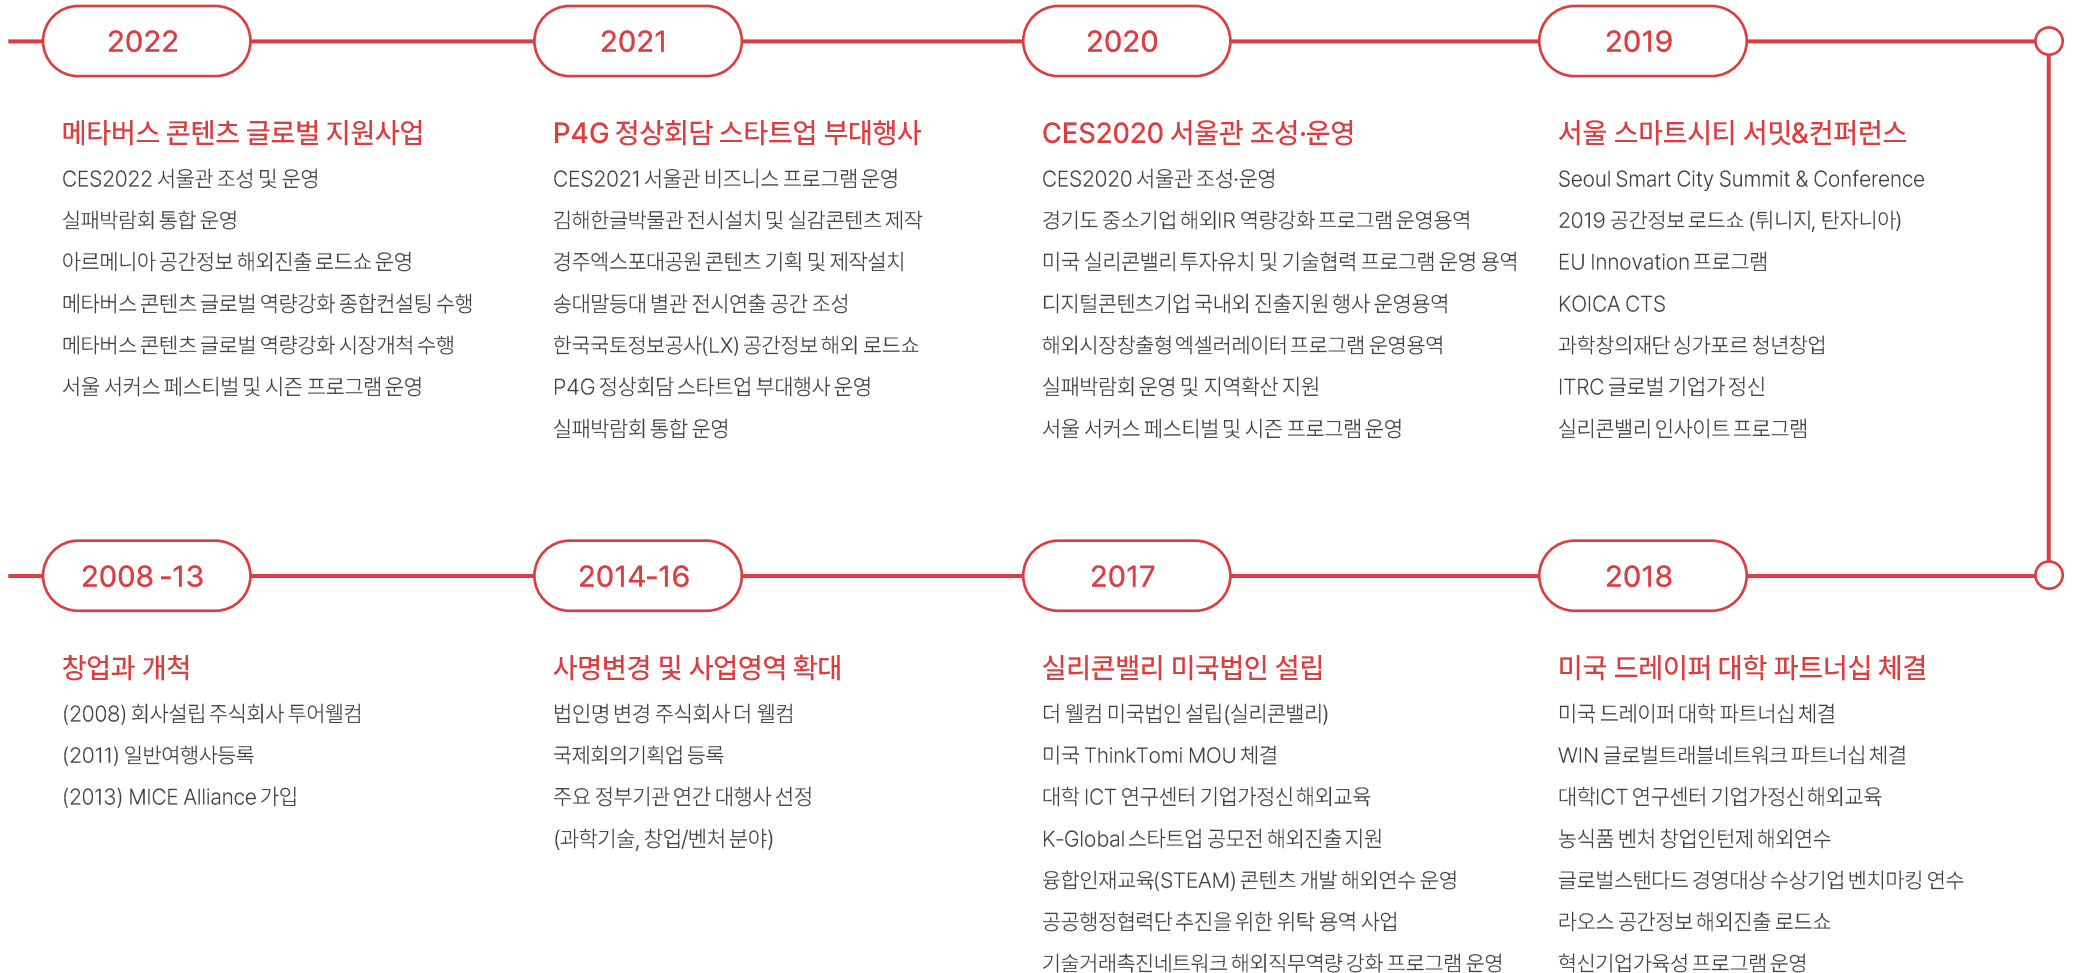 2022
메타버스 콘텐츠 글로벌 지원사업
CES2022 서울관 조성 및 운영
실패박람회 통합 운영
아르메니아 공간정보 해외진출 로드쇼 운영
메타버스 콘텐츠 글로벌 역량강화 종합컨설팅 수행
메타버스 콘텐츠 글로벌 역량강화 시장개척 수행
서울 서커스 페스티벌 및 시즌 프로그램 운영
2021
P4G 정상회담 스타트업 부대행사
CES2021 서울관 비즈니스 프로그램 운영
김해한글박물관 전시설치 및 실감콘텐츠 제작
경주엑스포대공원 콘텐츠 기획 및 제작설치
송대말등대 별관 전시연출 공간 조성
한국국토정보공사(LX) 공간정보 해외 로드쇼
P4G 정상회담 스타트업 부대행사 운영
실패박람회 통합 운영
2020
CES2020 서울관 조성·운영
CES2020 서울관 조성·운영
경기도 중소기업 해외IR 역량강화 프로그램 운영용역
미국 실리콘밸리 투자유치 및 기술협력 프로그램 운영 용역
디지털콘텐츠기업 국내외 진출지원 행사 운영용역
해외시장창출형 엑셀러레이터 프로그램 운영용역
실패박람회 운영 및 지역확산 지원
서울 서커스 페스티벌 및 시즌 프로그램 운영
2019
서울 스마트시티 서밋&컨퍼런스
Seoul Smart City Summit & Conference
2019 공간정보 로드쇼 (튀니지, 탄자니아)
EU Innovation 프로그램
KOICA CTS
과학창의재단 싱가포르 청년창업
ITRC 글로벌 기업가 정신
실리콘밸리 인사이트 프로그램
2008 -13
창업과 개척
(2008) 회사설립 주식회사 투어웰컴
(2011) 일반여행사등록
(2013) MICE Alliance 가입
2014-16
사명변경 및 사업영역 확대
법인명 변경 주식회사 더 웰컴
국제회의기획업 등록
주요 정부기관 연간 대행사 선정
(과학기술, 창업/벤처 분야)
2017
실리콘밸리 미국법인 설립
더 웰컴 미국법인 설립(실리콘밸리)
미국 ThinkTomi MOU 체결
대학 ICT 연구센터 기업가정신 해외교육
K-Global 스타트업 공모전 해외진출 지원
융합인재교육(STEAM) 콘텐츠 개발 해외연수 운영
공공행정협력단 추진을 위한 위탁 용역 사업
기술거래촉진네트워크 해외직무역량 강화 프로그램 운영
2018
미국 드레이퍼 대학 파트너십 체결
미국 드레이퍼 대학 파트너십 체결
WIN 글로벌트래블네트워크 파트너십 체결
대학ICT 연구센터 기업가정신 해외교육
농식품 벤처 창업인턴제 해외연수
글로벌스탠다드 경영대상 수상기업 벤치마킹 연수
라오스 공간정보 해외진출 로드쇼
혁신기업가육성 프로그램 운영